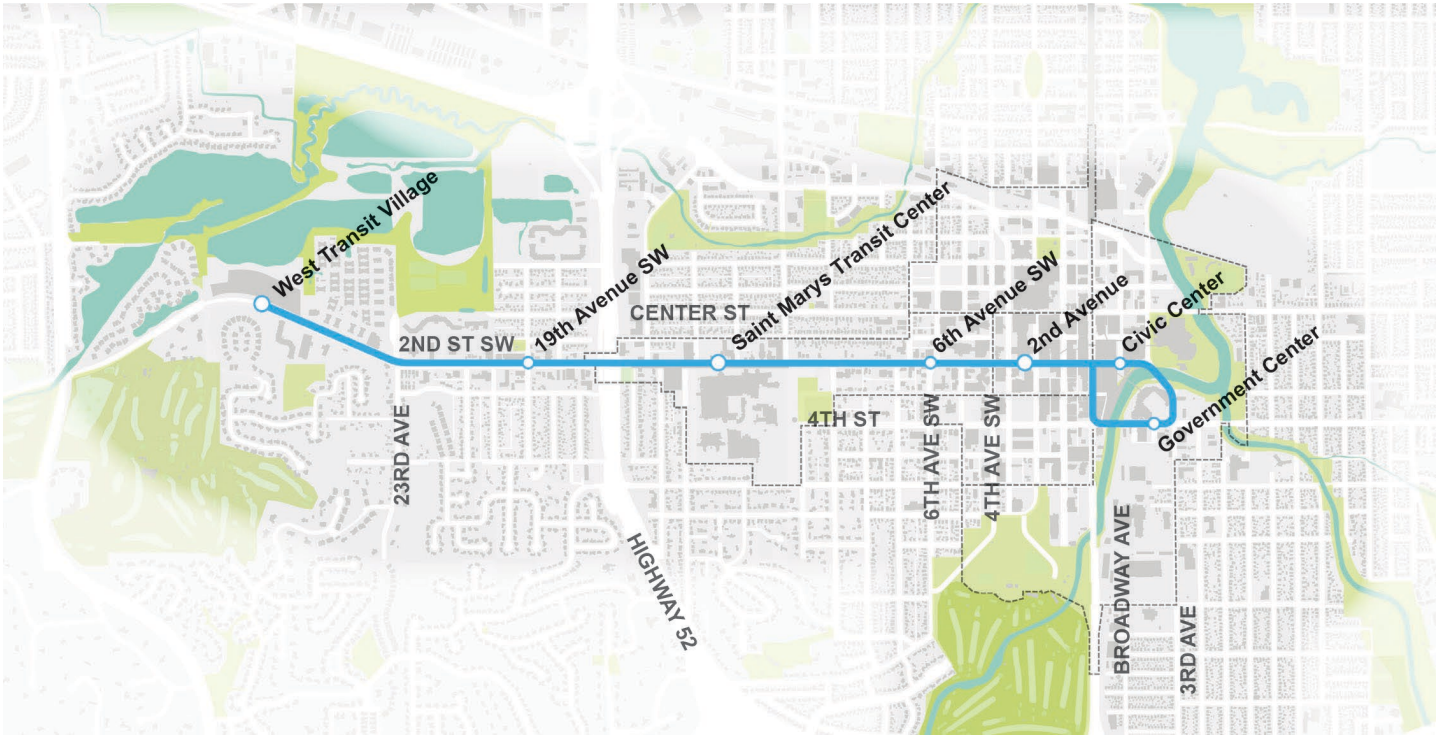 West Transit Village
19th Avenue SW
Saint Marys Transit Center
6th Avenue SW
2nd Avenue
Civic Center
Government Center
CENTER ST
2ND ST SW
4TH ST
23RD AVE
6TH AVE SW
4TH AVE SW
HIGHWAY 52
BROADWAY AVE
3RD AVE